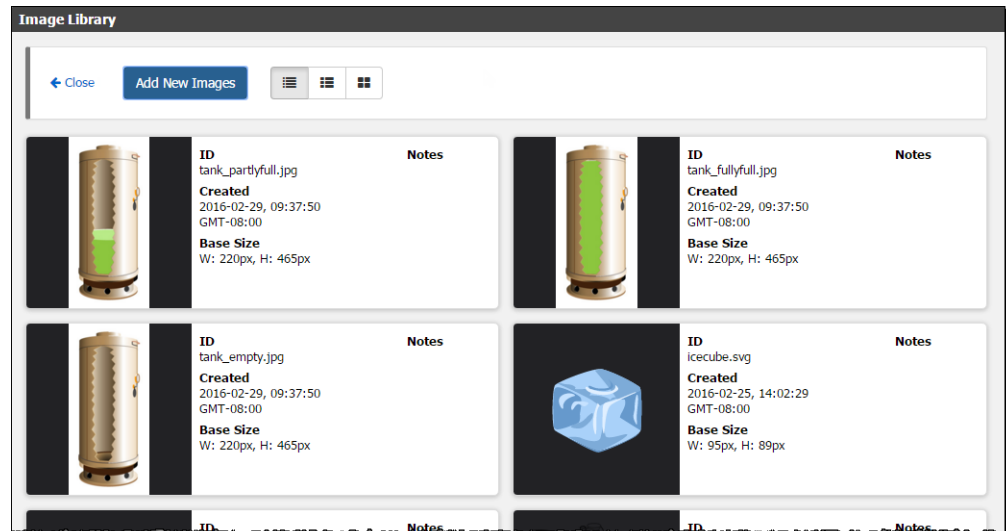 Image Library
Close
Add New Images
ID
tank_partlyfull.jpg
Created
2016-02-29, 09:37:50
GMT-08:00
Base Size
W: 220px, H: 465px
Notes
ID
tank_fullyfull.jpg
Created
2016-02-29, 09:37:50
GMT-08:00
Base Size
W: 220px, H: 465px
Notes
ID
tank_empty.jpg
Created
2016-02-29, 09:37:50
GMT-08:00
Base Size
W: 220px, H: 465px
Notes
ID
icecube.svg
Created
2016-02-25, 14:02:29
GMT-08:00
Base Size
W: 95px, H: 89px
Notes
ID
Notes
ID
Notes